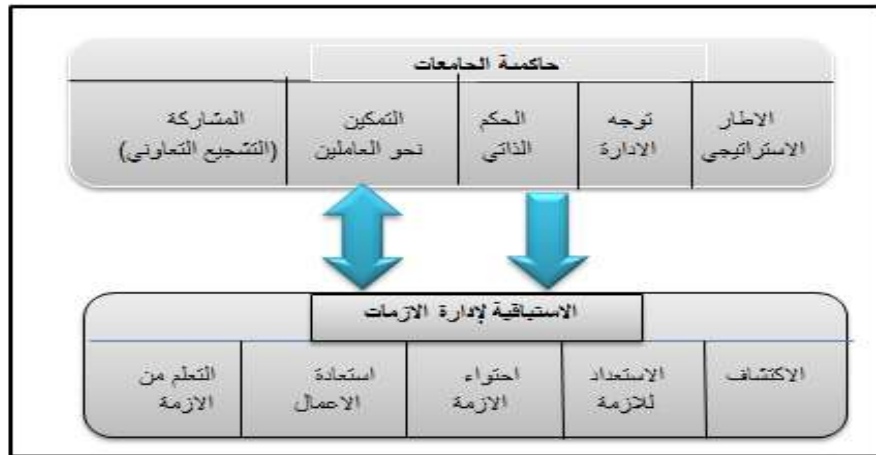 حاكمية الجامعات
الاطار
الاستراتيجي
توجه
الادارة
الحكم
الذاتي
التمكين
نحو العاملين
المشاركة
(التشجيع التعاوني)
الاستباقية لإدارة الازمات
الاكتشاف
الاستعداد
للازمة
احتواء
الازمة
استعادة
الاعمال
التعلم من
الازمة